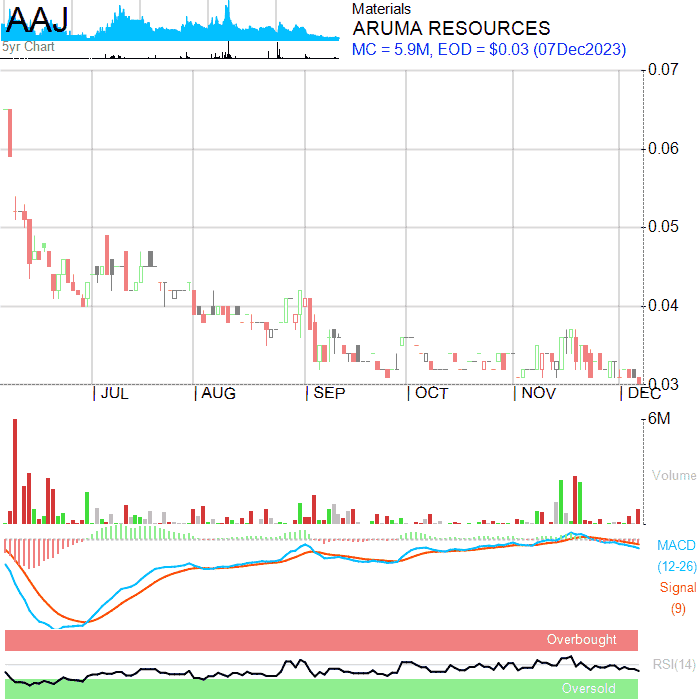 AAJ
5yr Chart
Materials
ARUMA RESOURCES
MC = 5.9M, EOD = $0.03 (07Dec2023)
0.07
0.06
0.05
0.04
0.03
JUL AUG SEP OCT NOV DEC
6M
Volume
MACD
(12-26)
Signal
(9)
Overbought
RSI(14)
Oversold